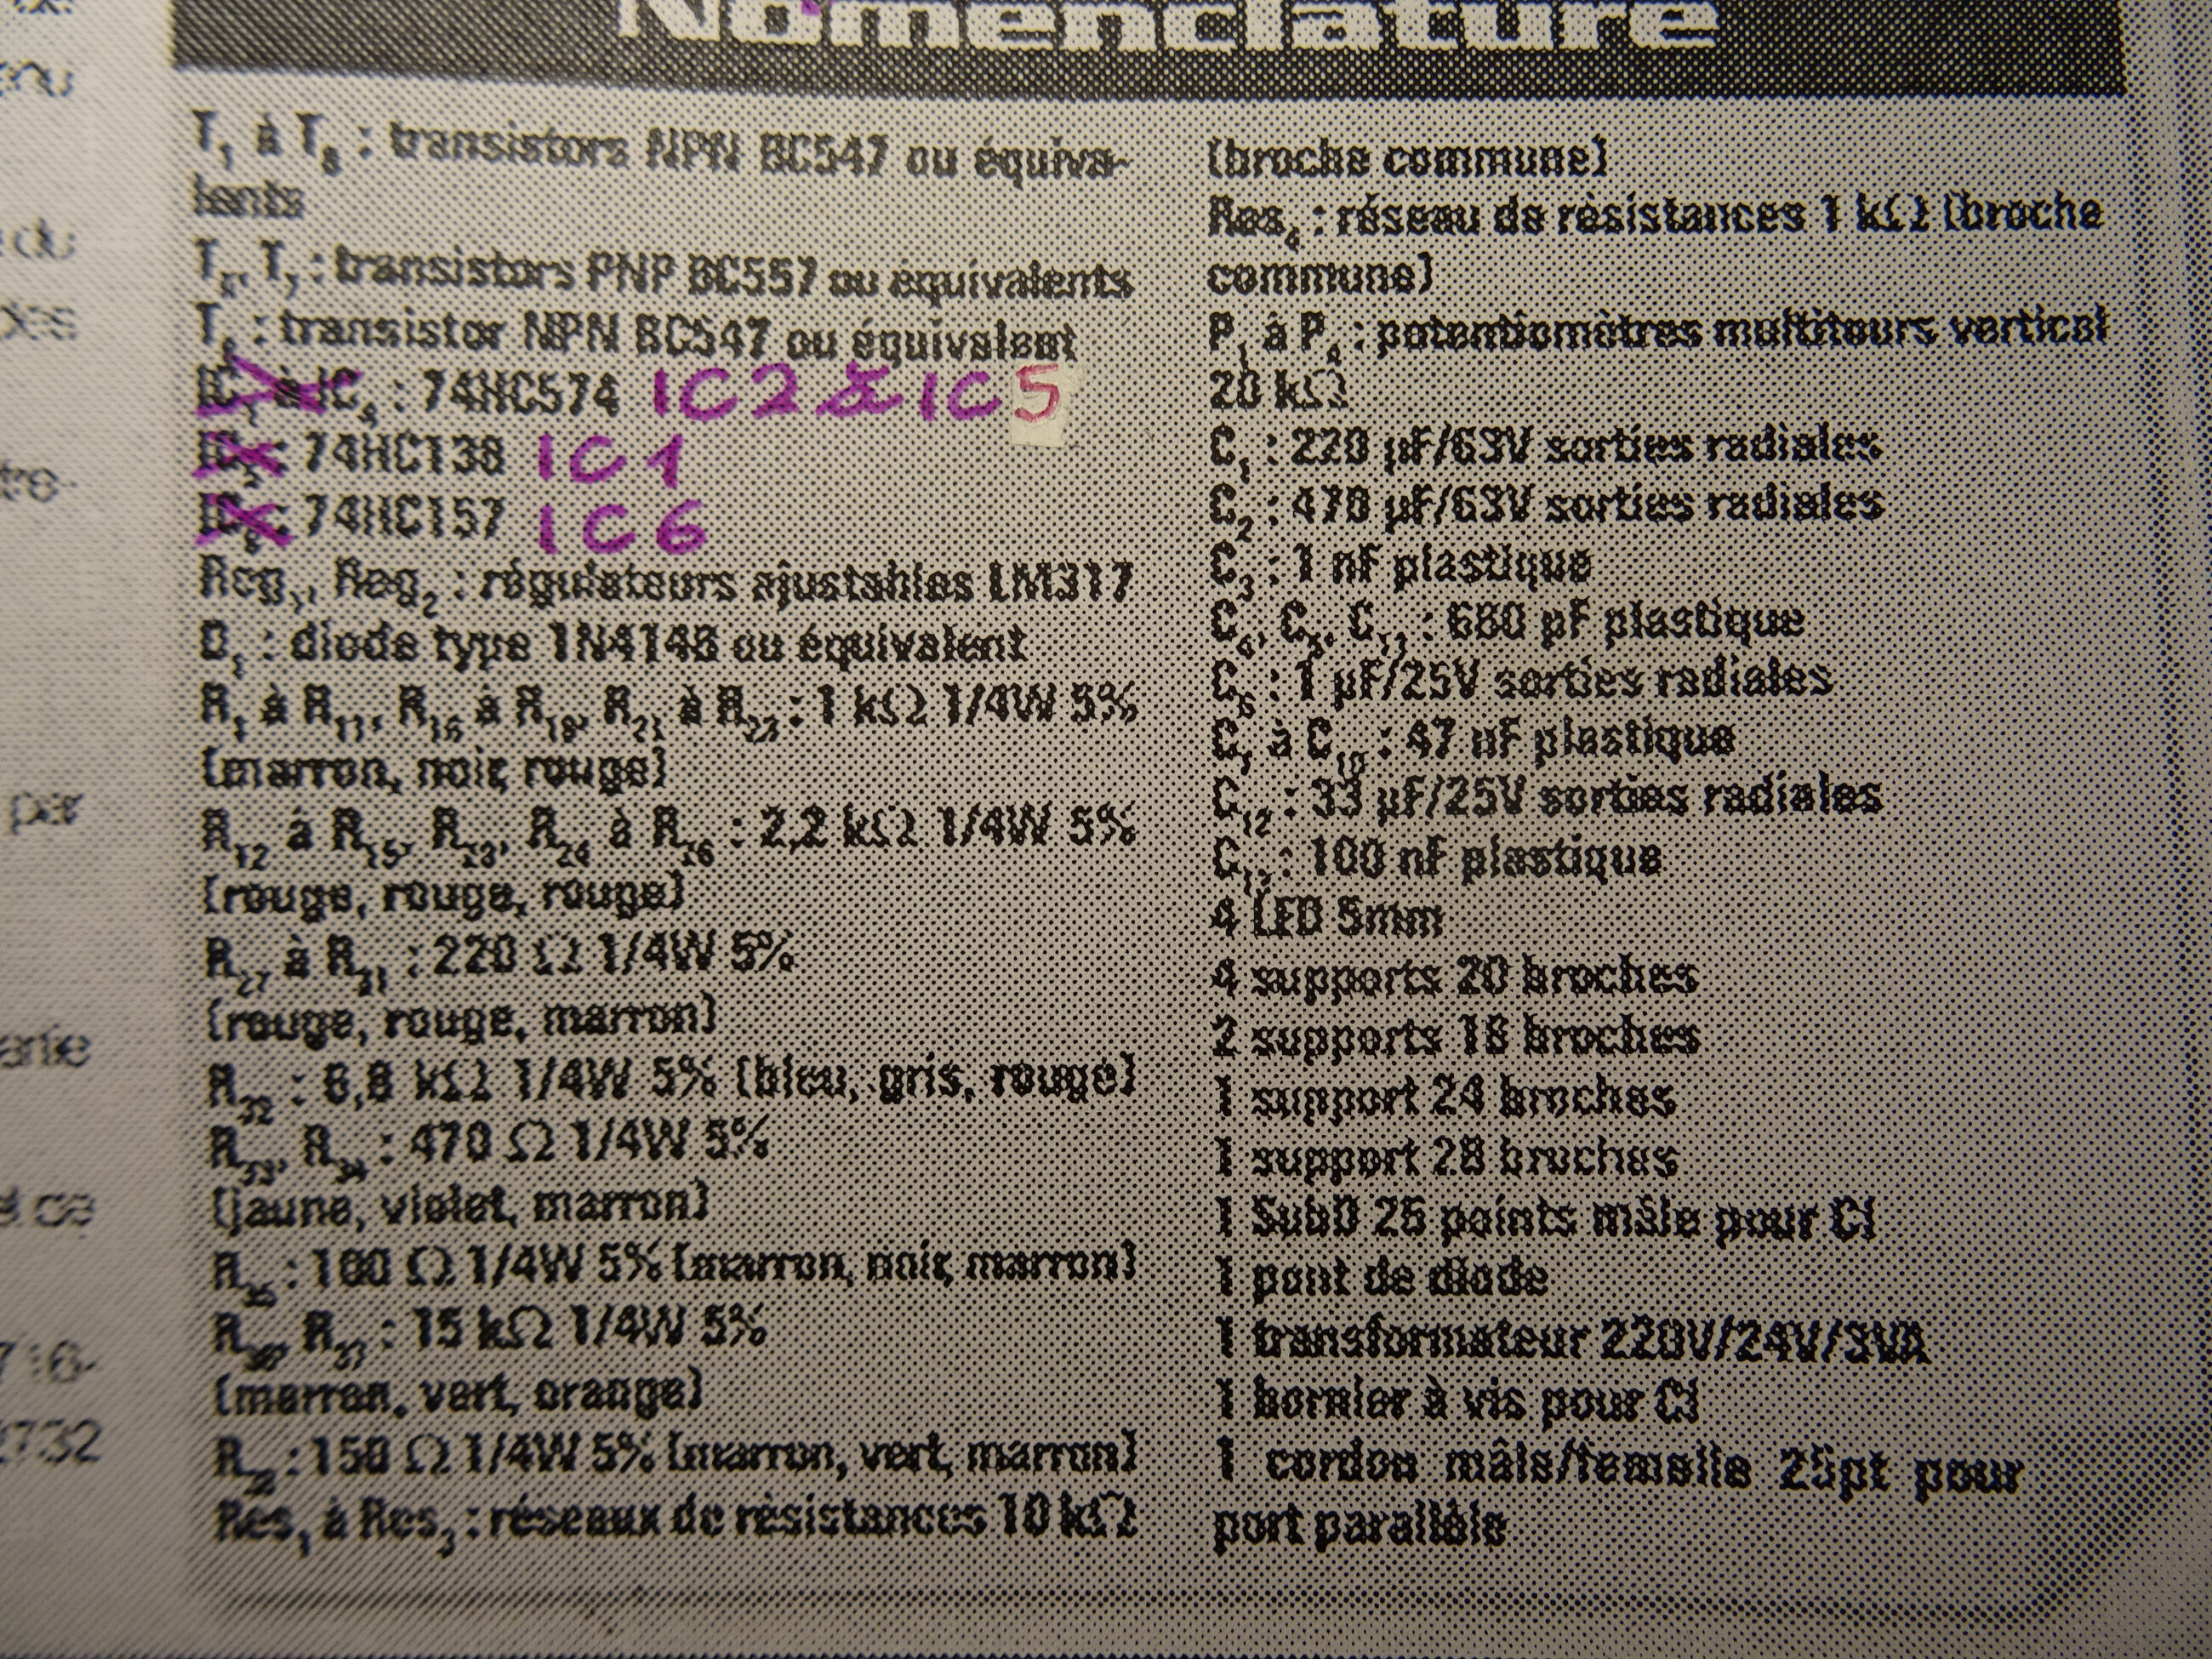 Nomenclature
T1 à T5 : transistors NPN BC547 ou équiva-
lents
T6, T7 : transistors PNP BC557 ou équivalents
T8 : transistor NPN BC547 ou équivalent
IC1 à IC4 : 74HC574 IC2 à IC5
IC5 : 74HC138 IC1
IC6 : 74HC157 IC6
Reg1, Reg2 : régulateurs ajustables LM317
D1 : diode type 1N4148 ou équivalent
R1 à R11, R16 à R19, R21 à R22 : 1 kΩ 1/4W 5%
(marron, noir, rouge)
R12 à R15, R23, R24 à R26 : 2,2 kΩ 1/4W 5%
(rouge, rouge, rouge)
R27 à R31 : 220 Ω 1/4W 5%
(rouge, rouge, marron)
R32 : 6,8 kΩ 1/4W 5% (bleu, gris, rouge)
R33, R34 : 470 Ω 1/4W 5%
(jaune, violet, marron)
R35 : 100 Ω 1/4W 5% (marron, noir, marron)
R36, R37 : 15 kΩ 1/4W 5%
(marron, vert, orange)
: 150 Ω 1/4W 5% (marron, vert, marron)
Res1 à Res3 : réseaux de résistances 10 kΩ
(broche commune)
Res4 : réseau de résistances 1 kΩ (broche
commune)
P1 à P4 : potentiomètres multitours vertical
20 kΩ
C1 : 220 µF/63V sorties radiales
C2 : 470 µF/63V sorties radiales
C3 : 1 nF plastique
: 680 pF plastique
: 1 µF/25V sorties radiales
C7 à C10 : 47 nF plastique
C12 : 33 µF/25V sorties radiales
: 100 nF plastique
4 LED 5mm
4 supports 20 broches
2 supports 16 broches
1 support 24 broches
1 support 28 broches
1 SubD 25 points mâle pour CI
1 pont de diode
1 transformateur 220V/24V/3VA
1 bornier à vis pour CI
1 cordon mâle/femelle 25pt pour
port parallèle
du
par
716-
2732